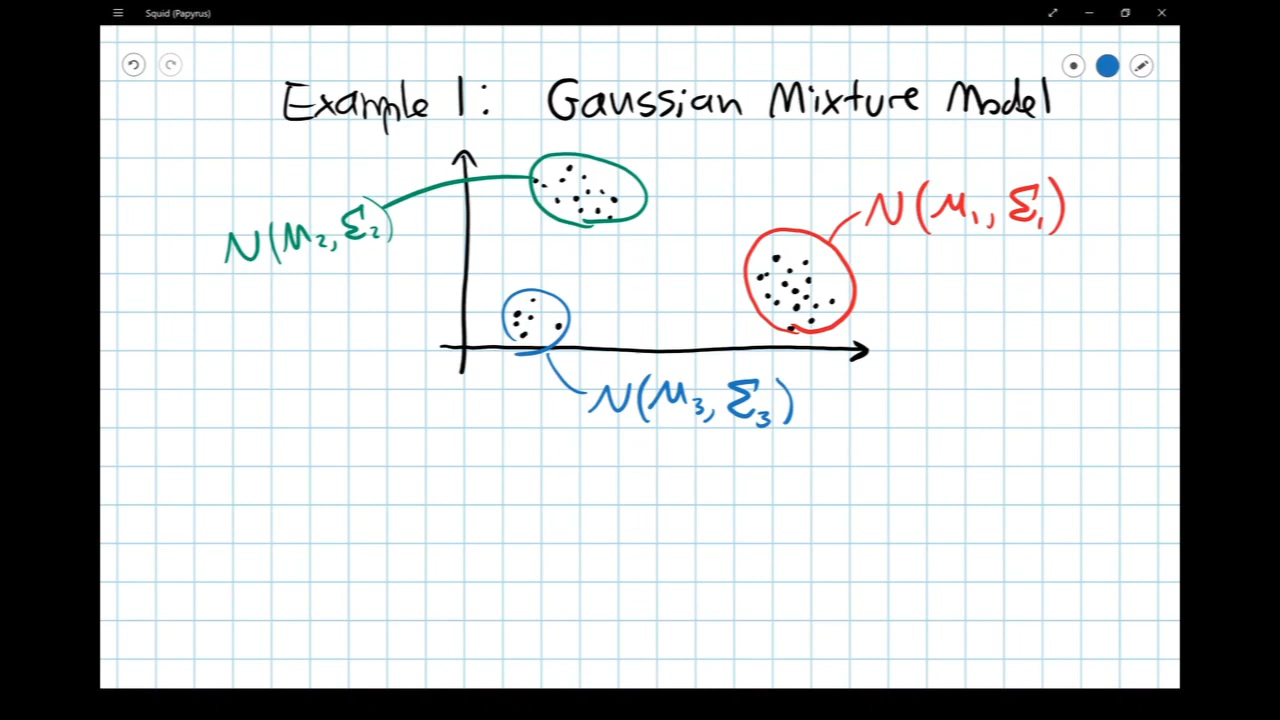 Squid (Papyrus)
Example 1: Gaussian Mixture Model
N(μ₁, Σ₁)
N(μ₂, Σ₂)
N(μ₃, Σ₃)